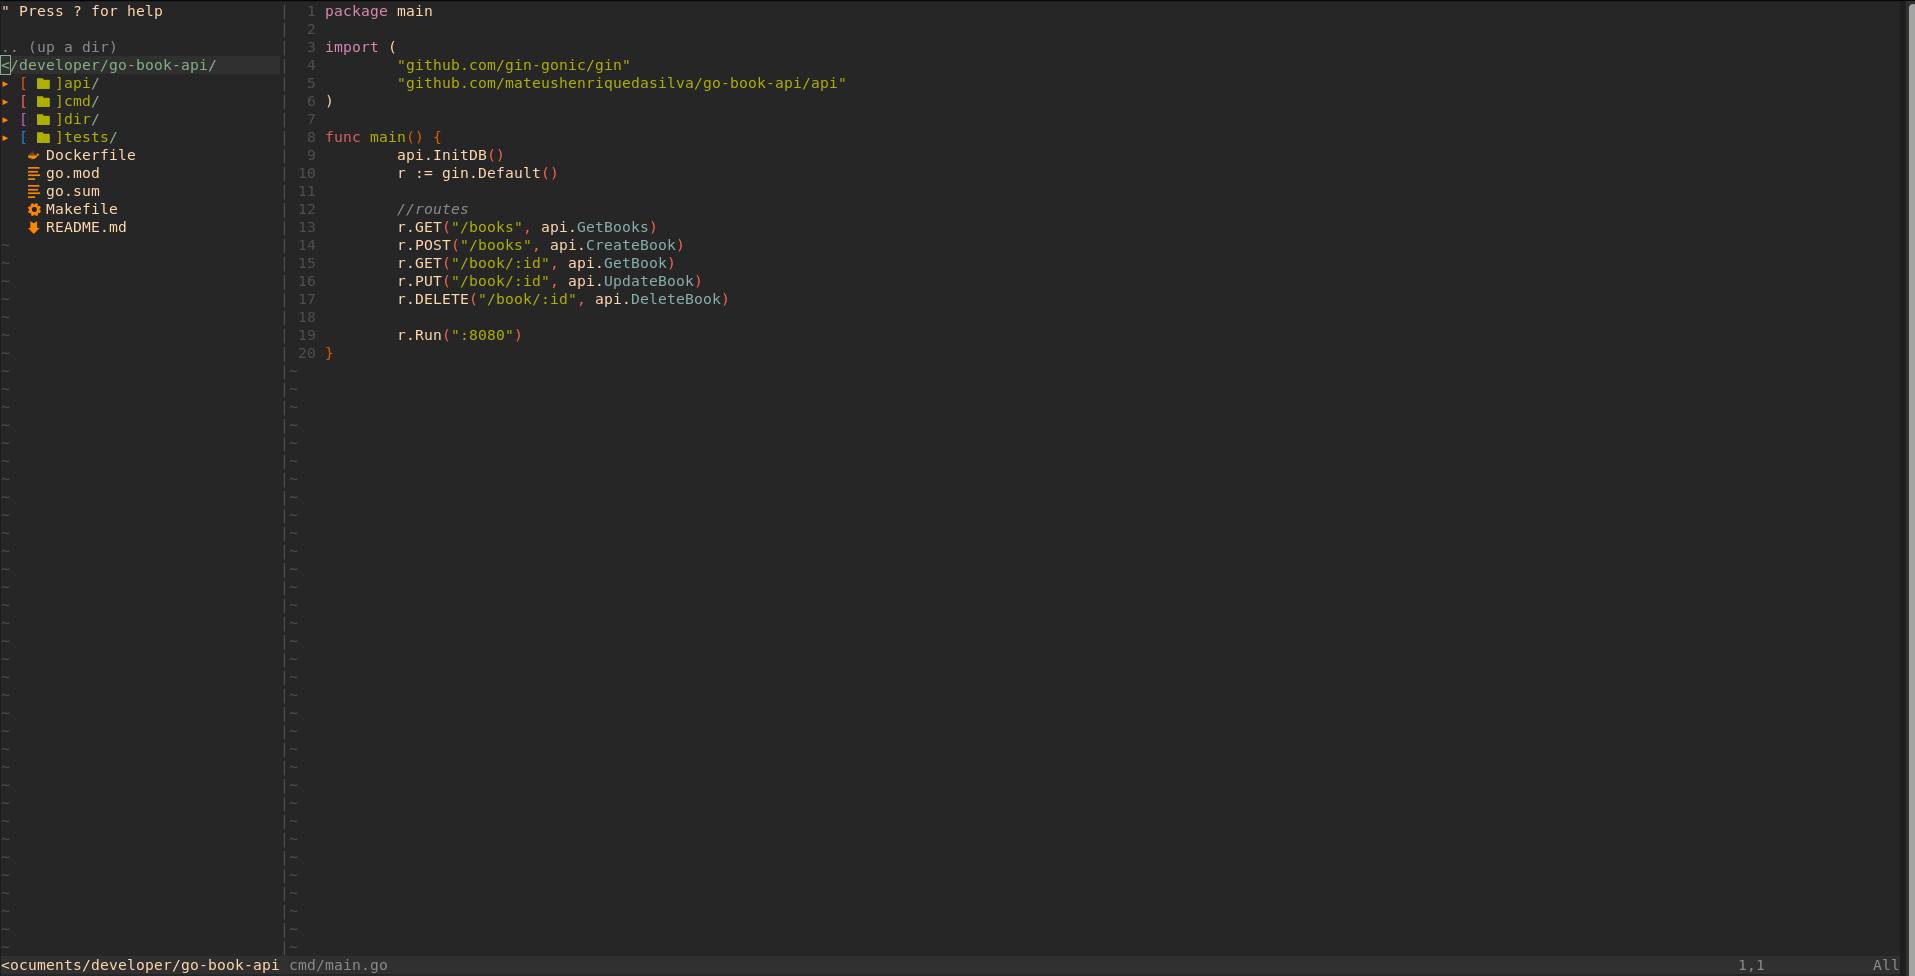 " Press ? for help
.. (up a dir)
</developer/go-book-api/
▸ [ ]api/
▸ [ ]cmd/
▸ [ ]dir/
▸ [ ]tests/
Dockerfile
go.mod
go.sum
Makefile
README.md
1 package main
2
3 import (
4         "github.com/gin-gonic/gin"
5         "github.com/mateushenriquedasilva/go-book-api/api"
6 )
7
8 func main() {
9         api.InitDB()
10         r := gin.Default()
11
12         //routes
13         r.GET("/books", api.GetBooks)
14         r.POST("/books", api.CreateBook)
15         r.GET("/book/:id", api.GetBook)
16         r.PUT("/book/:id", api.UpdateBook)
17         r.DELETE("/book/:id", api.DeleteBook)
18
19         r.Run(":8080")
20 }
<ocuments/developer/go-book-api cmd/main.go 1,1 All